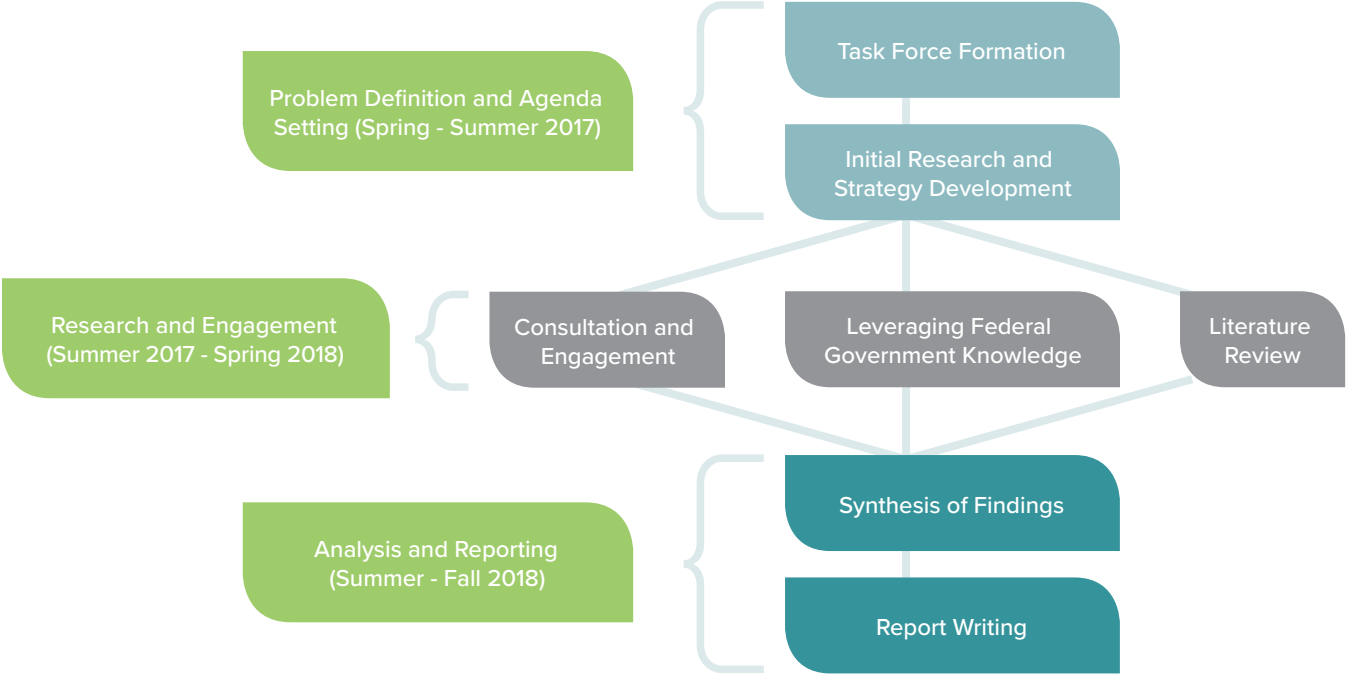 Task Force Formation
Problem Definition and Agenda
Setting (Spring - Summer 2017)
Initial Research and
Strategy Development
Research and Engagement
(Summer 2017 - Spring 2018)
Consultation and
Engagement
Leveraging Federal
Government Knowledge
Literature
Review
Synthesis of Findings
Analysis and Reporting
(Summer - Fall 2018)
Report Writing